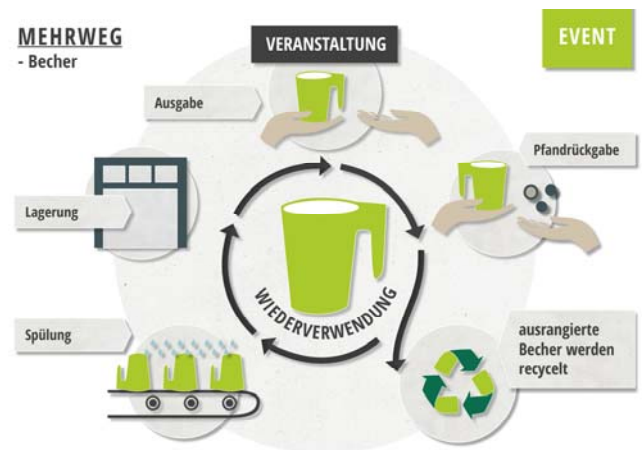 MEHRWEG
- Becher
VERANSTALTUNG
EVENT
Ausgabe
Pfandrückgabe
Lagerung
WIEDERVERWENDUNG
Spülung
ausrangierte
Becher werden
recycelt